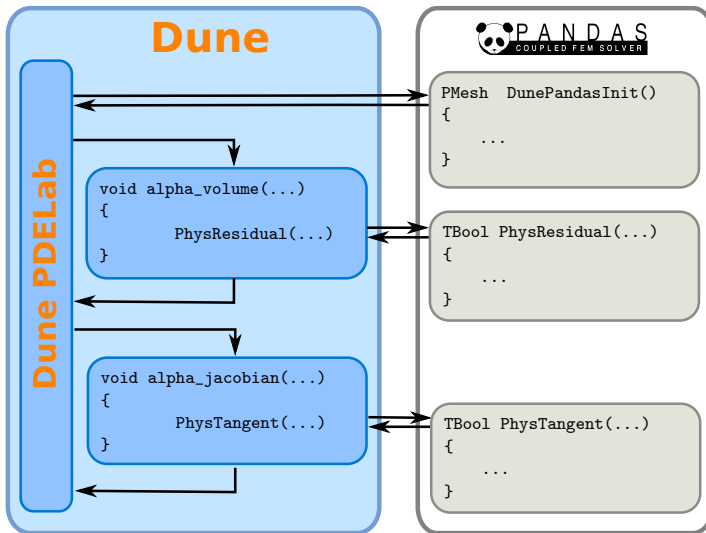 Dune
Dune PDELab
void alpha_volume(...)
{
PhysResidual(...)
}
void alpha_jacobian(...)
{
PhysTangent(...)
}
PANDAS
COUPLED FEM SOLVER
PMesh  DunePandasInit()
{
...
}
TBool PhysResidual(...)
{
...
}
TBool PhysTangent(...)
{
...
}